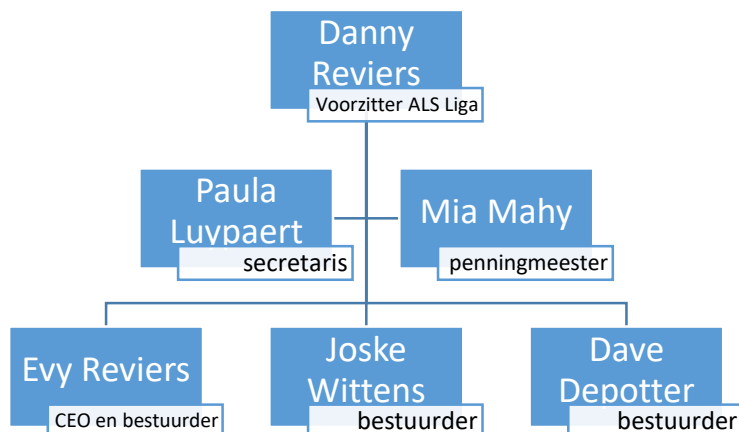 Danny
Reviers
Voorzitter ALS Liga
Paula
Luypaert
secretaris
Mia Mahy
penningmeester
Evy Reviers
CEO en bestuurder
Joske
Wittens
bestuurder
Dave
Depotter
bestuurder